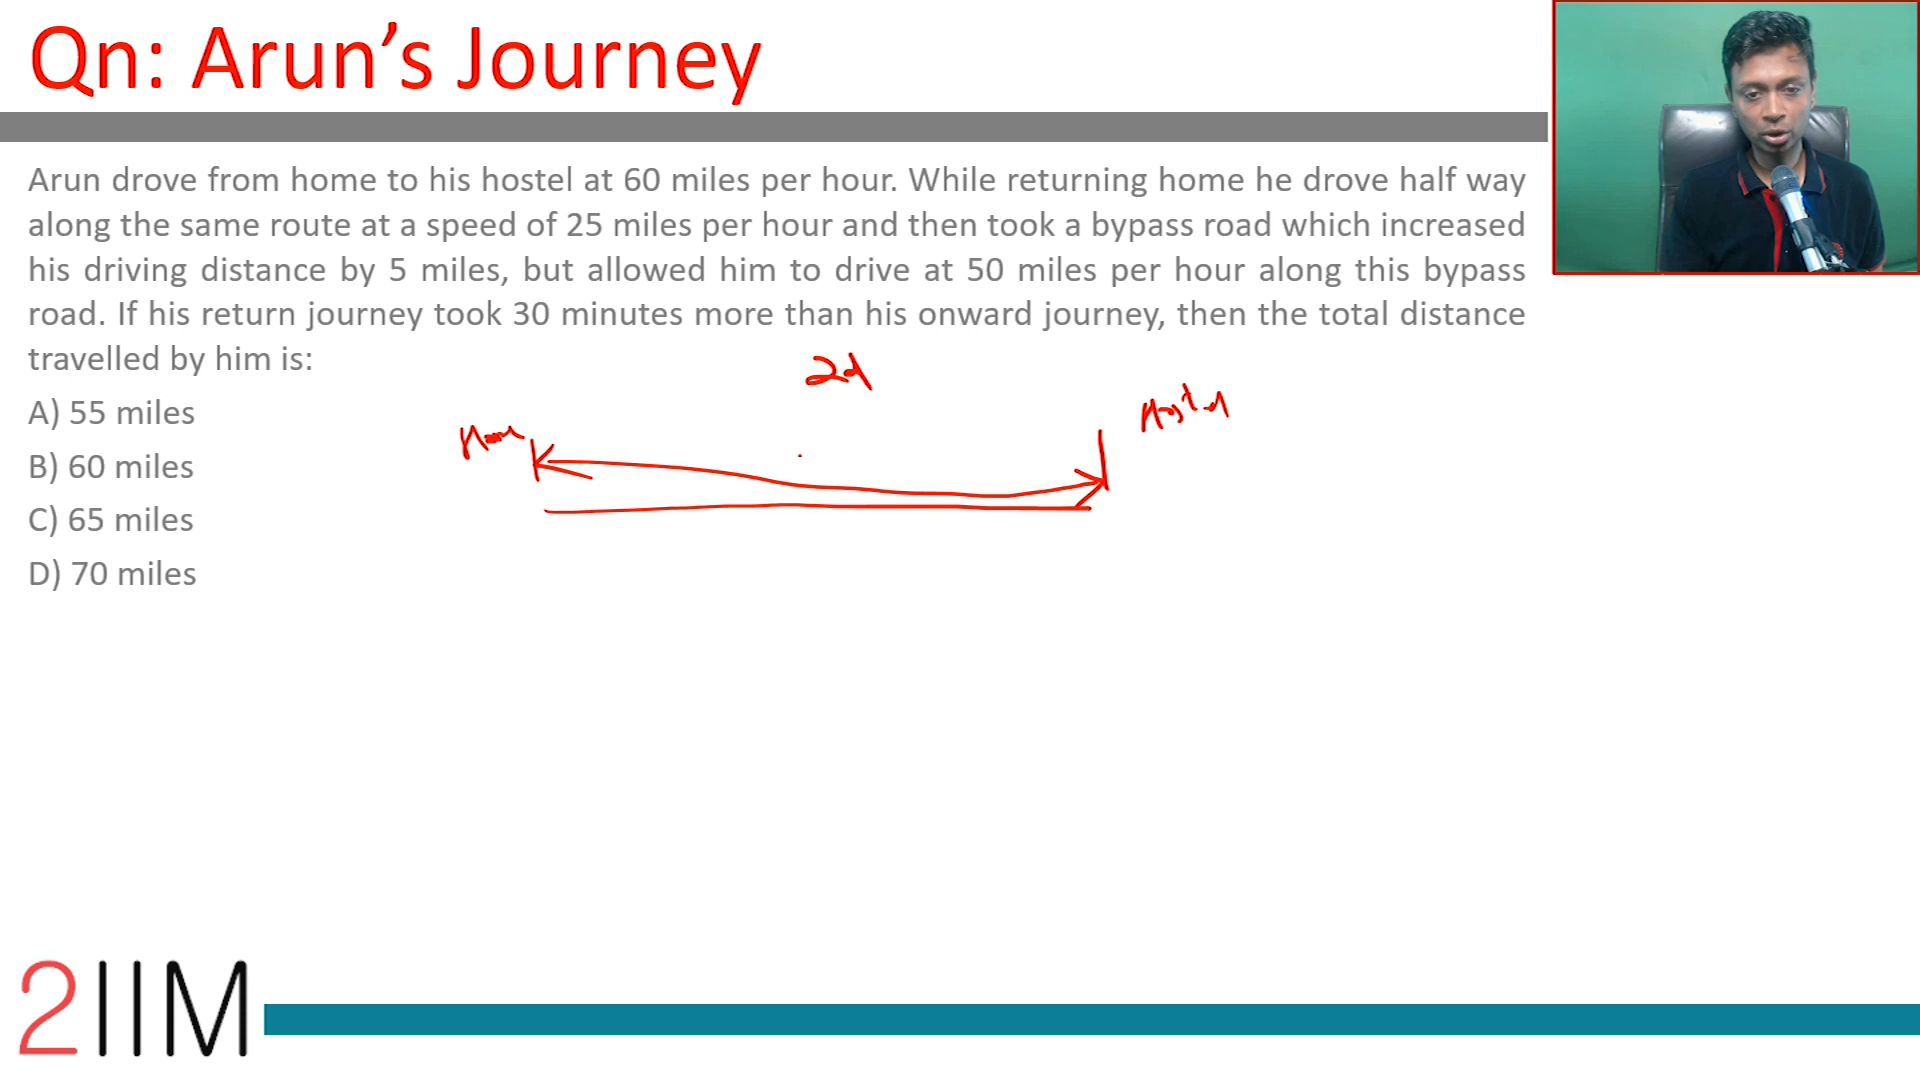 Qn: Arun’s Journey
Arun drove from home to his hostel at 60 miles per hour. While returning home he drove half way
along the same route at a speed of 25 miles per hour and then took a bypass road which increased
his driving distance by 5 miles, but allowed him to drive at 50 miles per hour along this bypass
road. If his return journey took 30 minutes more than his onward journey, then the total distance
travelled by him is:
2d
A) 55 miles
Hostel
Home
B) 60 miles
C) 65 miles
D) 70 miles
2IIM